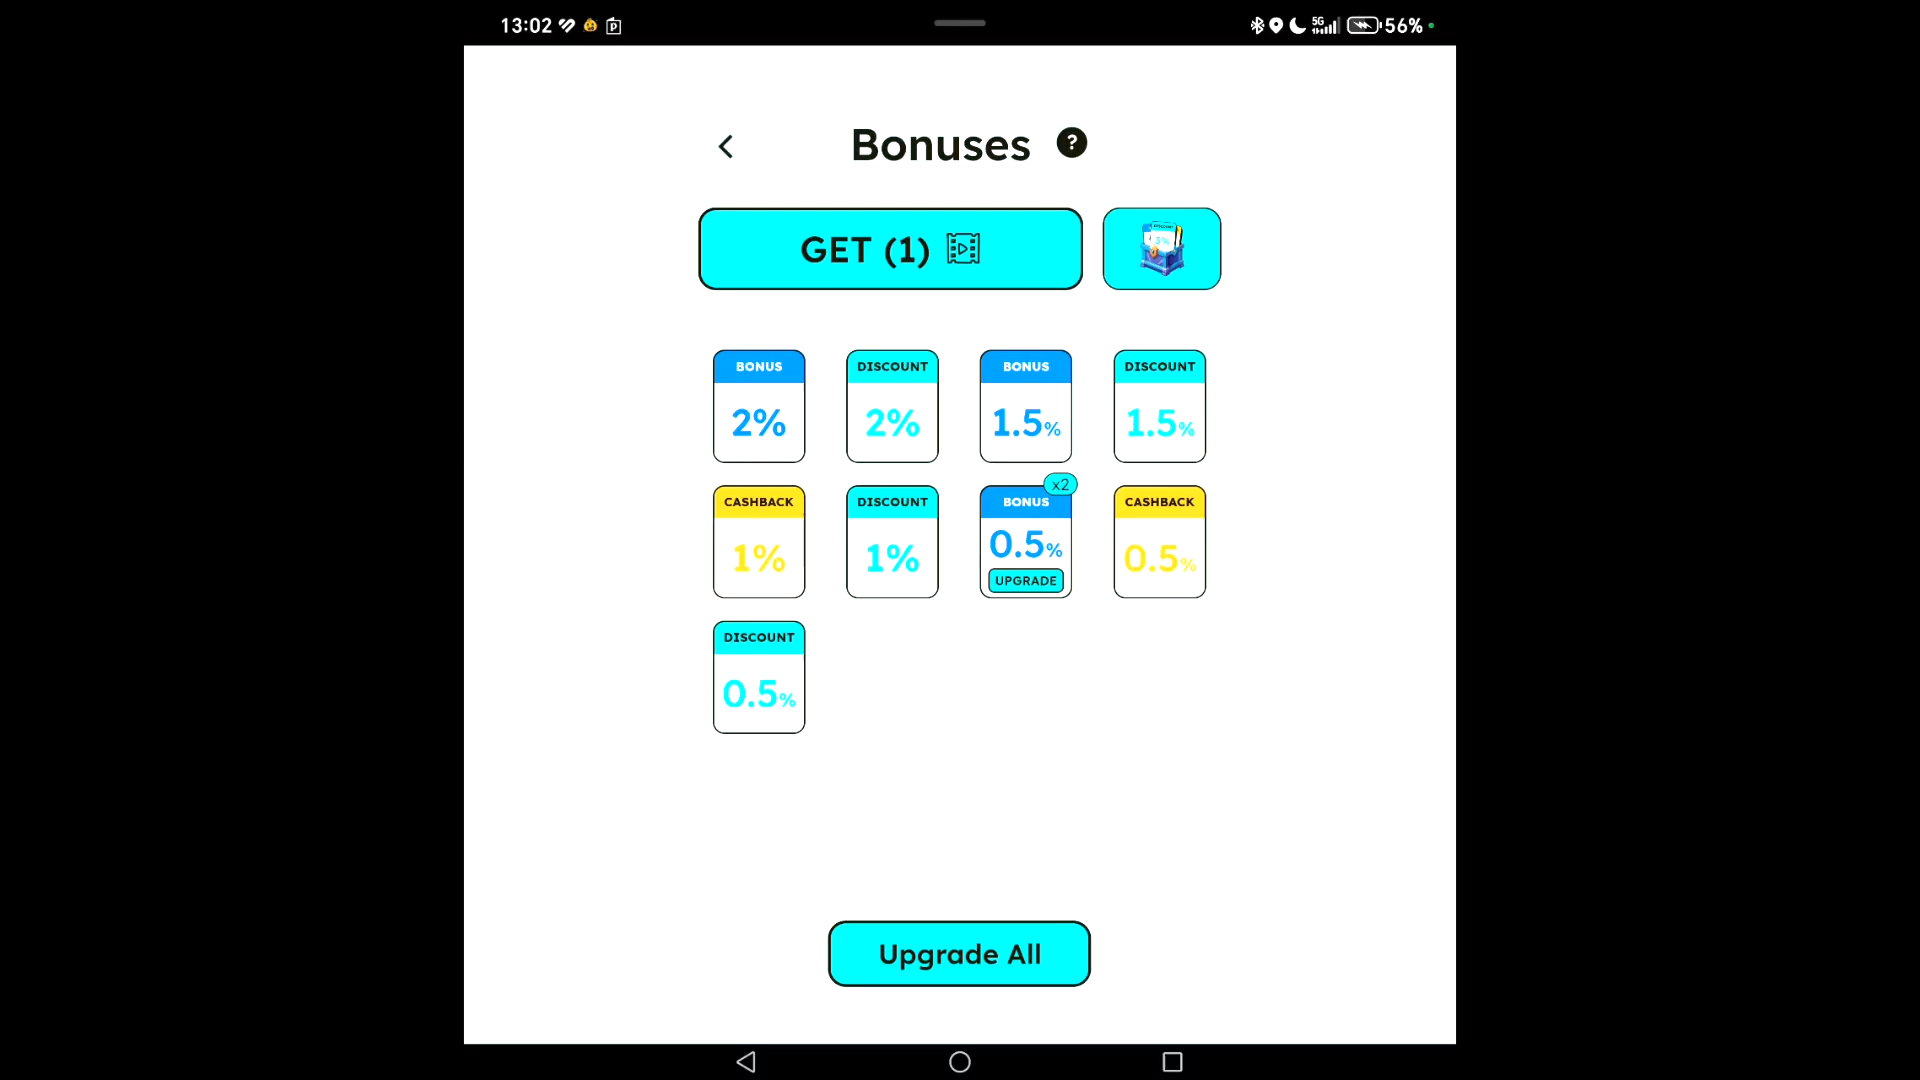 13:02
5G
56%
Bonuses ?
GET (1)
BONUS
2%
DISCOUNT
2%
BONUS
1.5%
DISCOUNT
1.5%
CASHBACK
1%
DISCOUNT
1%
x2
BONUS
0.5%
UPGRADE
CASHBACK
0.5%
DISCOUNT
0.5%
Upgrade All